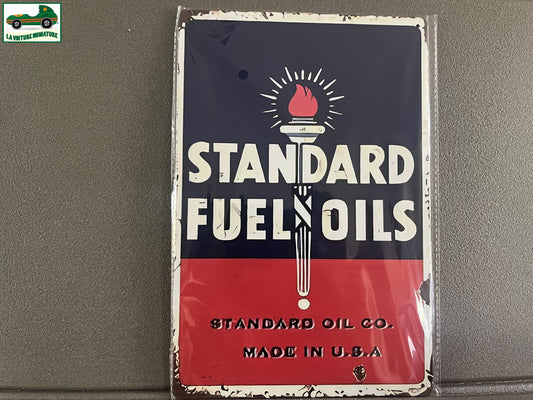 LA VOITURE MINIATURE
STANDARD
FUEL OILS
STANDARD OIL CO.
MADE IN U.S.A